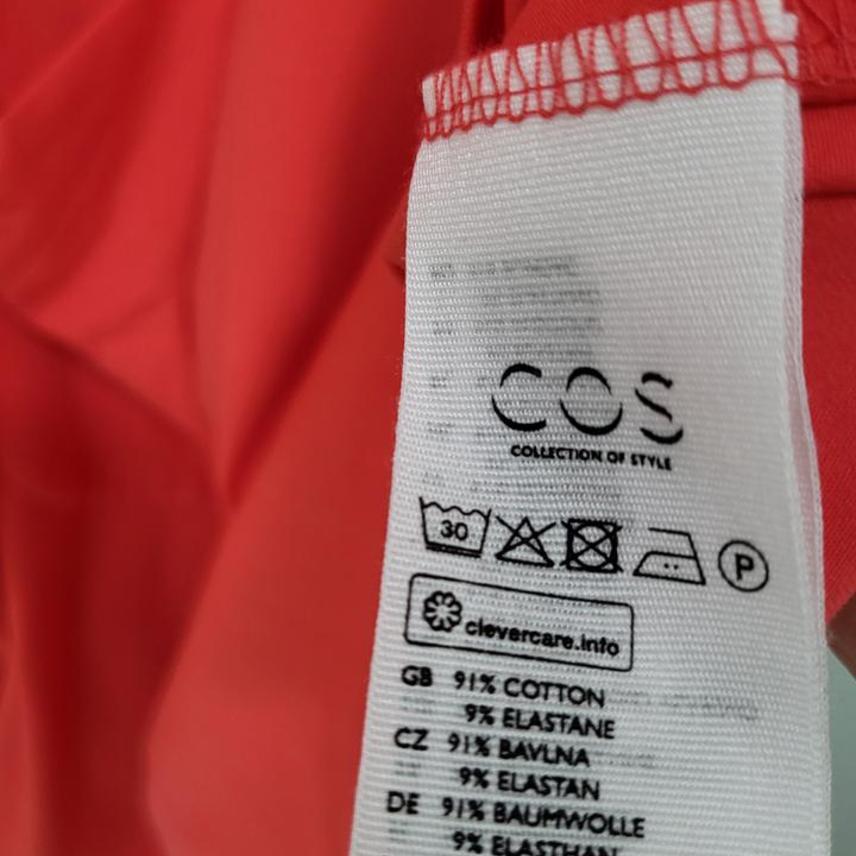 COS
COLLECTION OF STYLE
30
P
clevercare.info
GB 91% COTTON
9% ELASTANE
CZ 91% BAVLNA
9% ELASTAN
DE 91% BAUMWOLLE
9% ELASTHAN